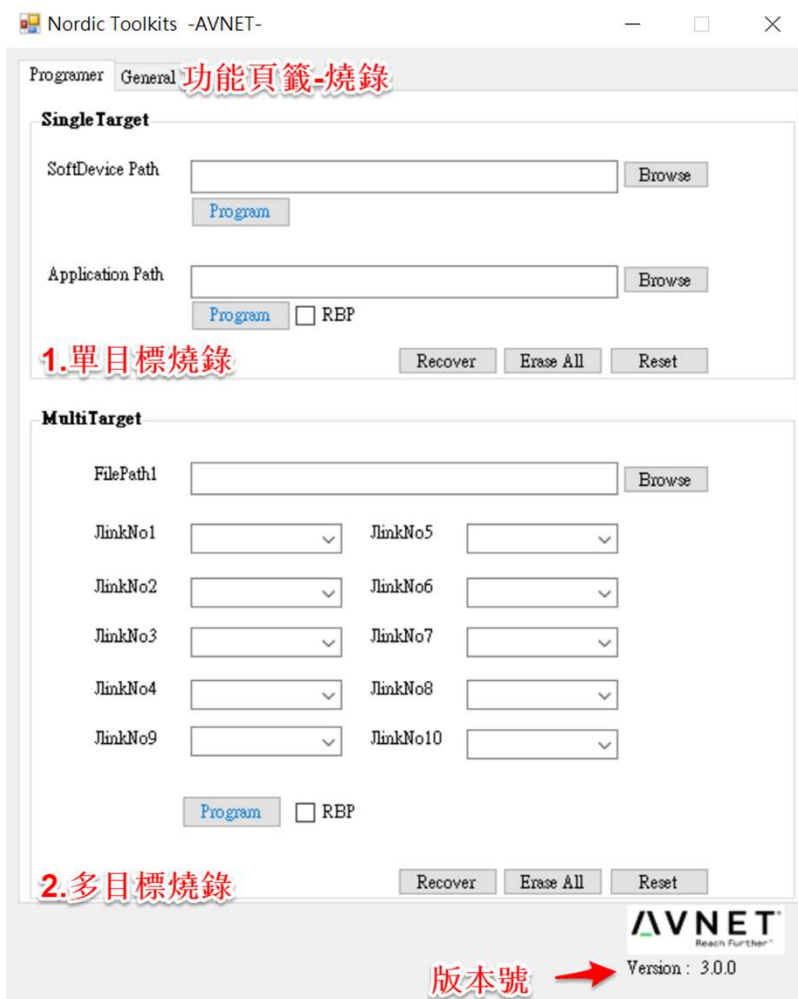 Nordic Toolkits -AVNET-
Programer General 功能頁籤-燒錄
SingleTarget
SoftDevice Path Browse
Program
Application Path Browse
Program RBP
1.單目標燒錄 Recover Erase All Reset
MultiTarget
FilePath1 Browse
JlinkNo1 JlinkNo5
JlinkNo2 JlinkNo6
JlinkNo3 JlinkNo7
JlinkNo4 JlinkNo8
JlinkNo9 JlinkNo10
Program RBP
2.多目標燒錄 Recover Erase All Reset
AVNET
Reach Further™
版本號 Version : 3.0.0